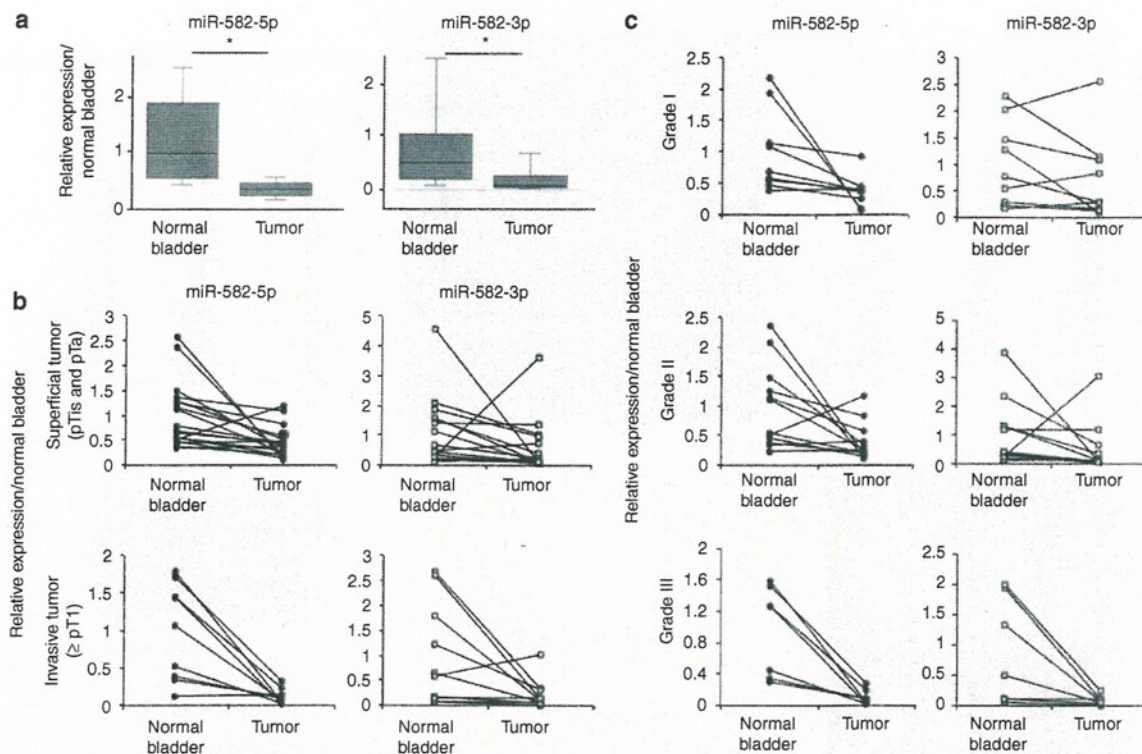 a
miR-582-5p
miR-582-3p
Relative expression/
normal bladder
*
2
1
0
Normal
bladder
Tumor
*
2
1
0
Normal
bladder
Tumor
b
Relative expression/normal bladder
miR-582-5p
miR-582-3p
Superficial tumor
(pTis and pTa)
3
2.5
2
1.5
1
0.5
0
Normal
bladder
Tumor
5
4
3
2
1
0
Normal
bladder
Tumor
Invasive tumor
(≥ pT1)
2
1.5
1
0.5
0
Normal
bladder
Tumor
3
2.5
2
1.5
1
0.5
0
Normal
bladder
Tumor
c
Relative expression/normal bladder
miR-582-5p
miR-582-3p
Grade I
2.5
2
1.5
1
0.5
0
Normal
bladder
Tumor
3
2.5
2
1.5
1
0.5
0
Normal
bladder
Tumor
Grade II
2.5
2
1.5
1
0.5
0
Normal
bladder
Tumor
5
4
3
2
1
0
Normal
bladder
Tumor
Grade III
2
1.6
1.2
0.8
0.4
0
Normal
bladder
Tumor
2.5
2
1.5
1
0.5
0
Normal
bladder
Tumor